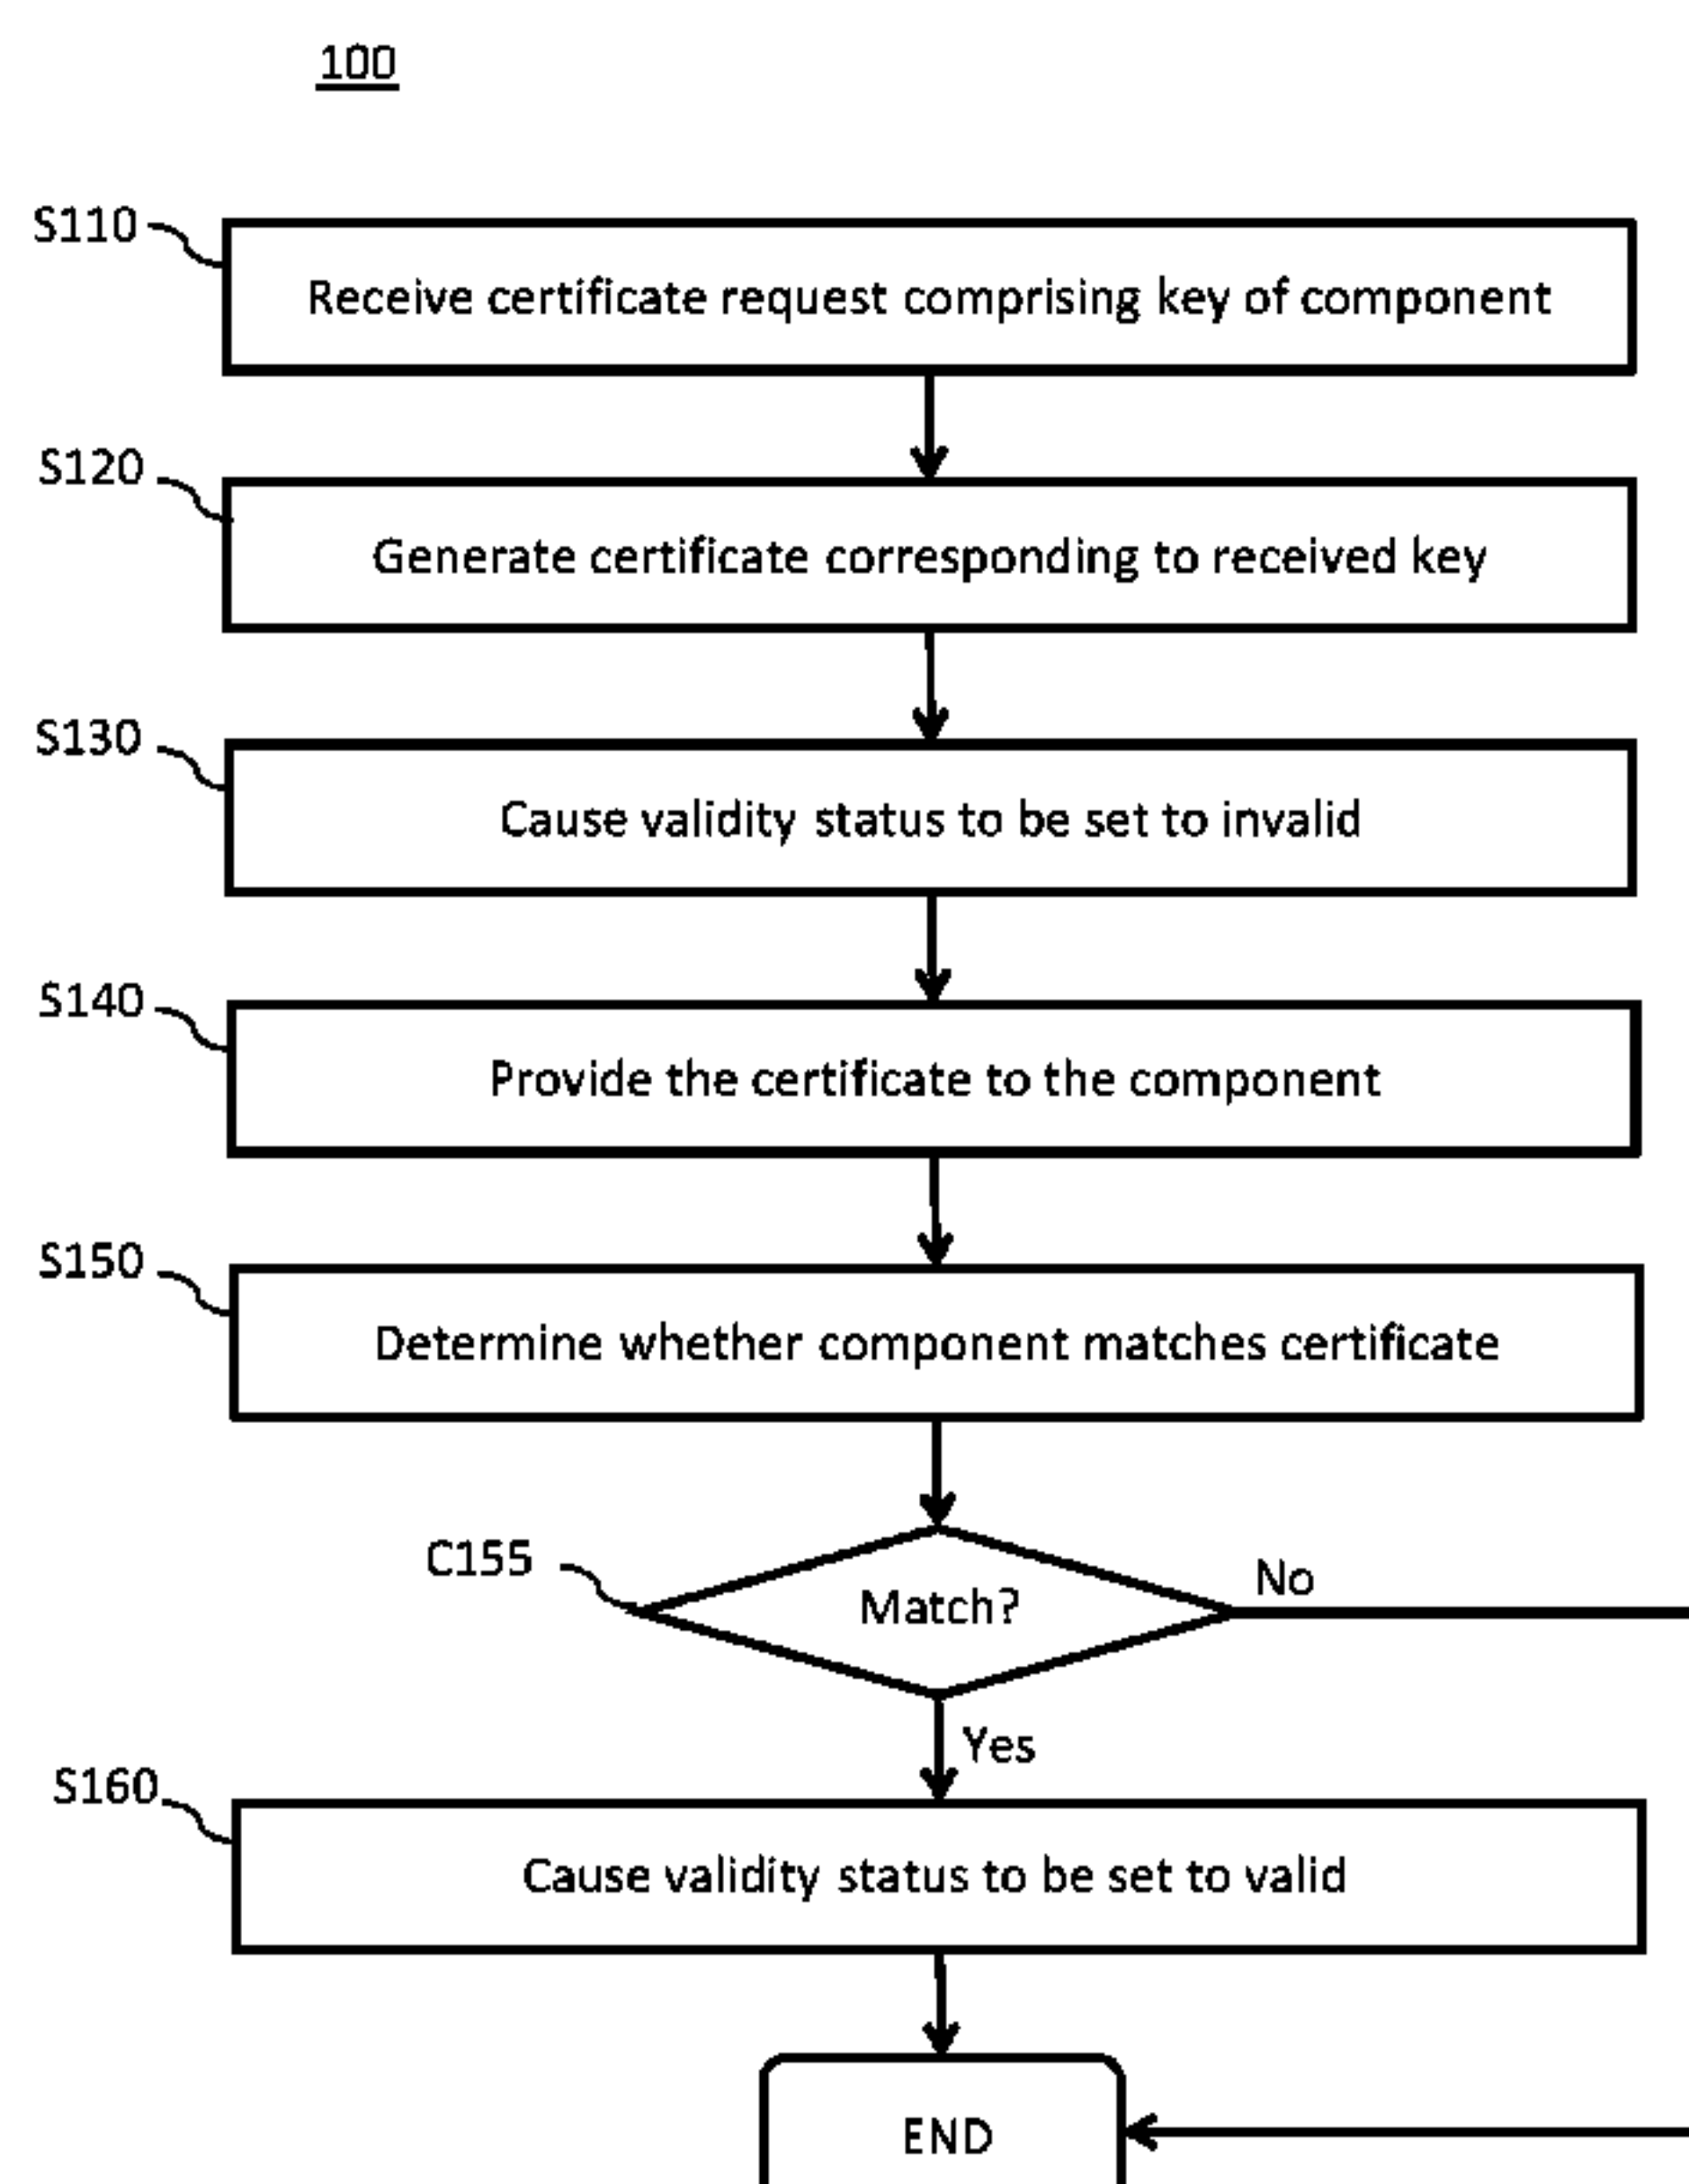 100
S110
Receive certificate request comprising key of component
S120
Generate certificate corresponding to received key
S130
Cause validity status to be set to invalid
S140
Provide the certificate to the component
S150
Determine whether component matches certificate
C155
Match?
No
Yes
S160
Cause validity status to be set to valid
END